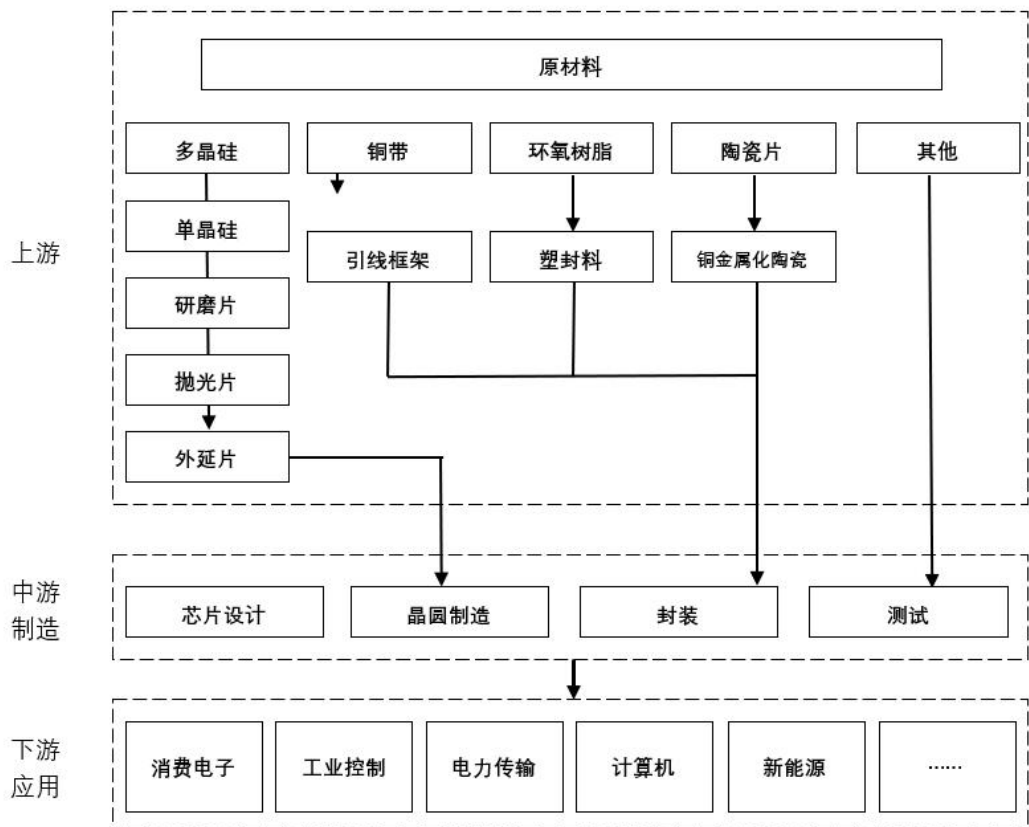 原材料
多晶硅
铜带
环氧树脂
陶瓷片
其他
上游
单晶硅
引线框架
塑封料
铜金属化陶瓷
研磨片
抛光片
外延片
中游
制造
芯片设计
晶圆制造
封装
测试
下游
应用
消费电子
工业控制
电力传输
计算机
新能源
……